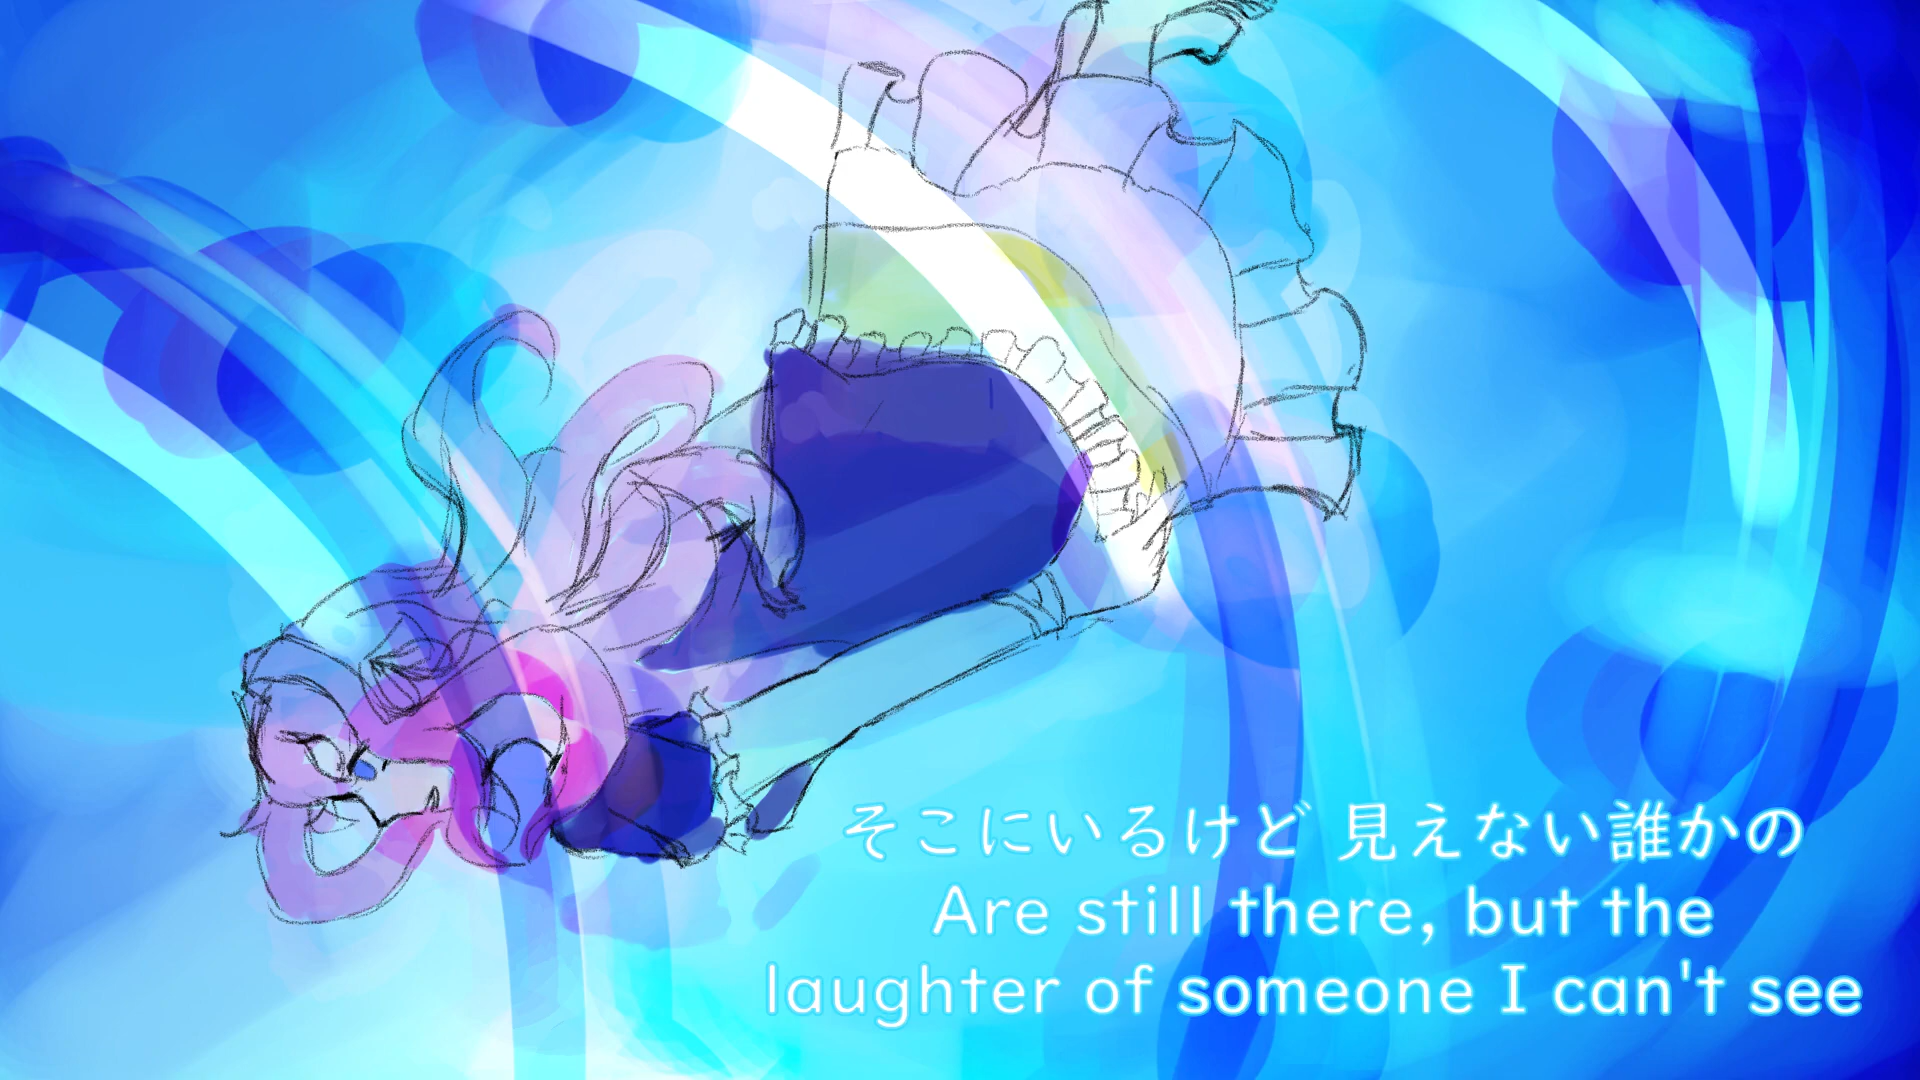 そこにいるけど 見えない誰かの
Are still there, but the
laughter of someone I can't see